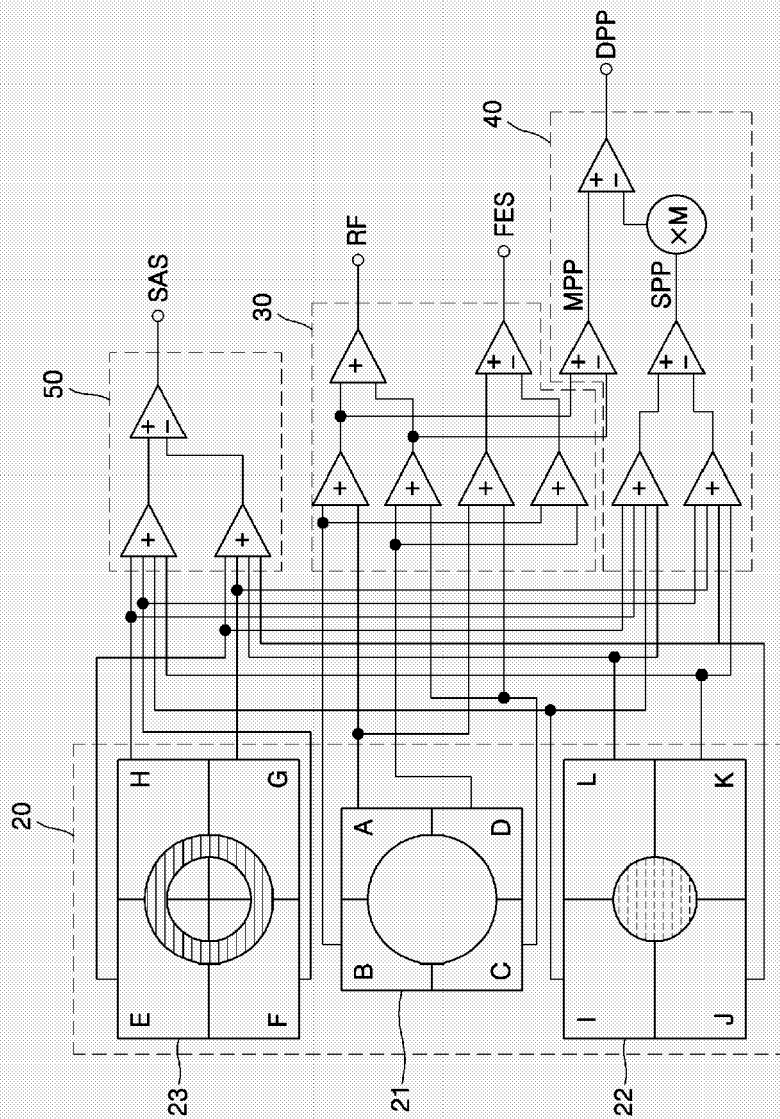 DPP
40
+
−
×M
FES
MPP
SPP
RF
SAS
30
50
+
−
+
+
−
+
−
+
−
+
+
+
+
+
+
+
+
20
H
G
E
F
23
A
D
B
C
21
L
K
I
J
22